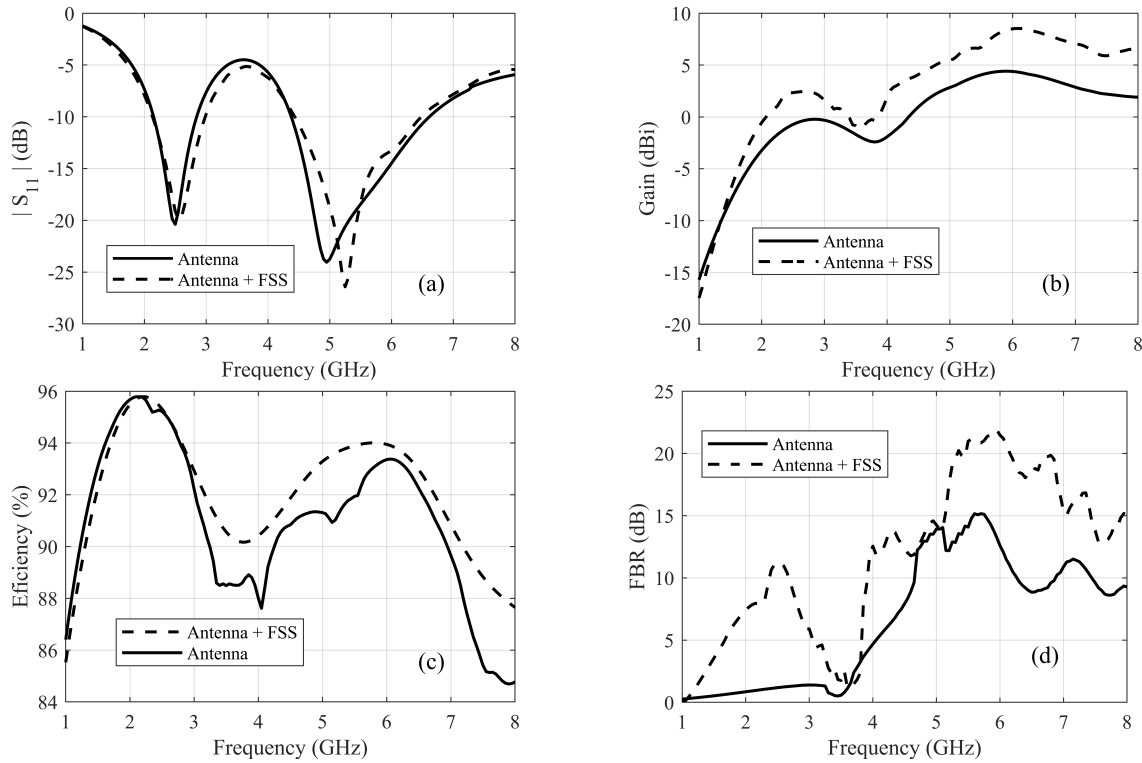 0
-5
-10
-15
-20
-25
-30
| S11 | (dB)
Antenna
Antenna + FSS
(a)
1 2 3 4 5 6 7 8
Frequency (GHz)
10
5
0
-5
-10
-15
-20
Gain (dBi)
Antenna
Antenna + FSS
(b)
1 2 3 4 5 6 7 8
Frequency (GHz)
96
94
92
90
88
86
84
Eficiency (%)
Antenna + FSS
Antenna
(c)
1 2 3 4 5 6 7 8
Frequency (GHz)
25
20
15
10
5
0
FBR (dB)
Antenna
Antenna + FSS
(d)
1 2 3 4 5 6 7 8
Frequency (GHz)